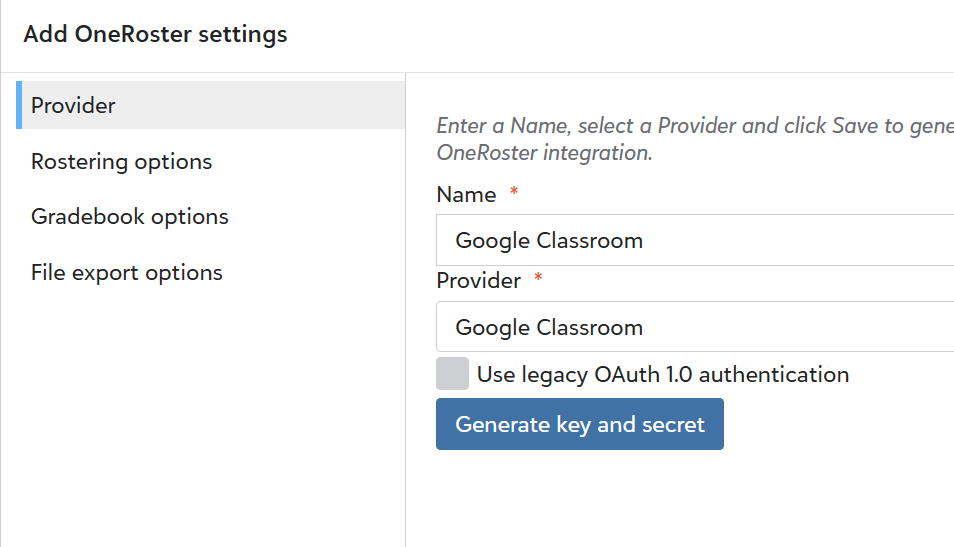 Add OneRoster settings
Provider
Rostering options
Gradebook options
File export options
Enter a Name, select a Provider and click Save to gene
OneRoster integration.
Name *
Google Classroom
Provider *
Google Classroom
Use legacy OAuth 1.0 authentication
Generate key and secret